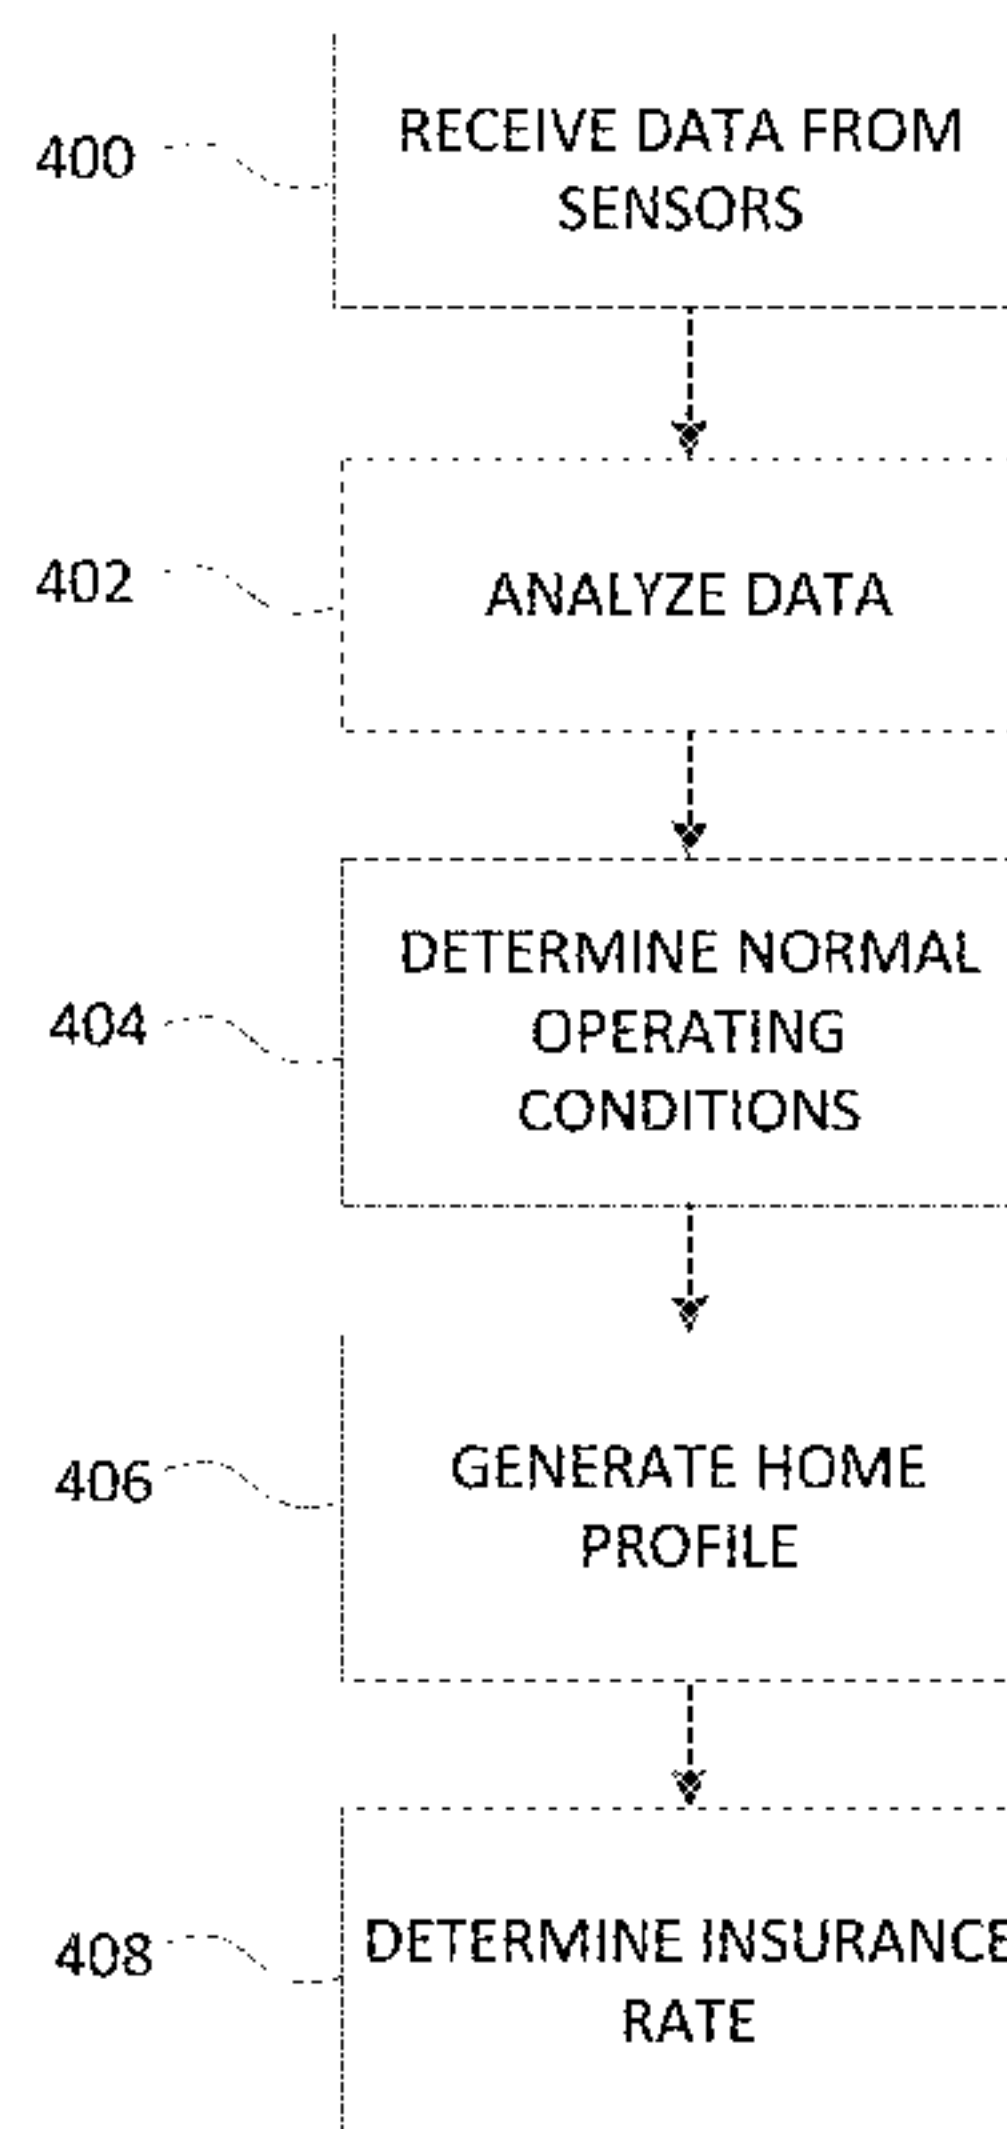 400
RECEIVE DATA FROM
SENSORS
402
ANALYZE DATA
404
DETERMINE NORMAL
OPERATING
CONDITIONS
406
GENERATE HOME
PROFILE
408
DETERMINE INSURANCE
RATE